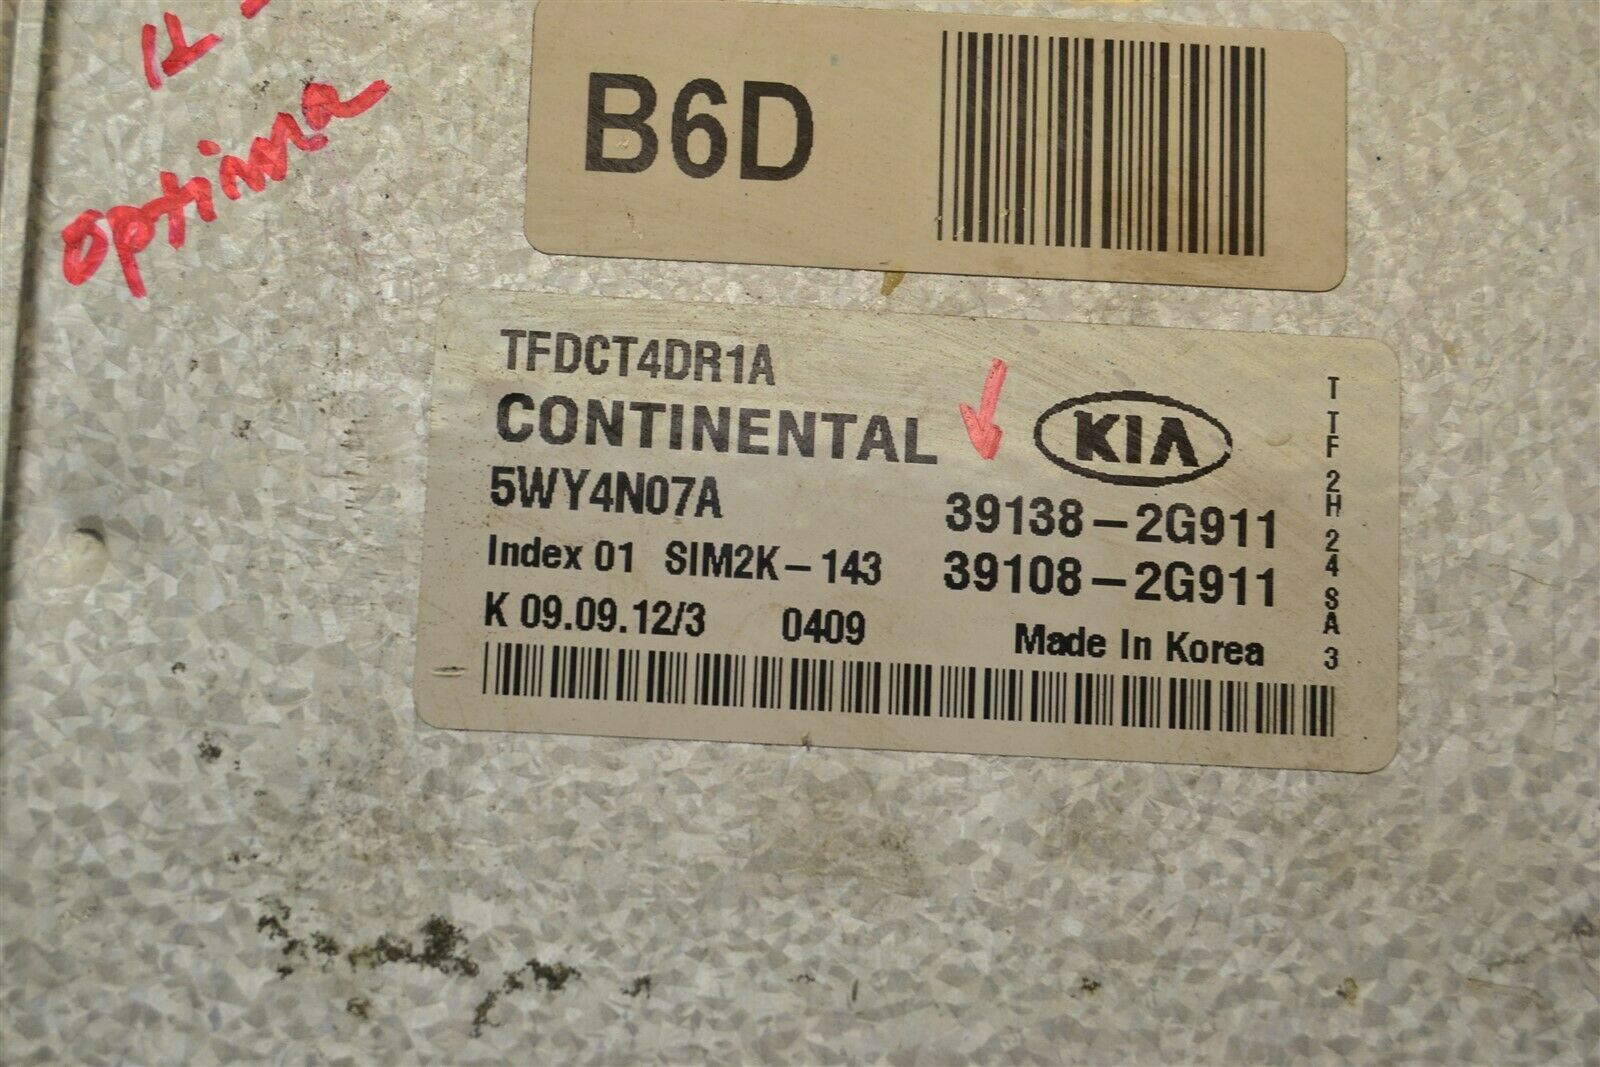 optima
B6D
TFDCT4DR1A
CONTINENTAL KIA
5WY4N07A 39138-2G911
Index 01 SIM2K-143 39108-2G911
K 09.09.12/3 0409 Made In Korea
T TF 2H 24 SA 3